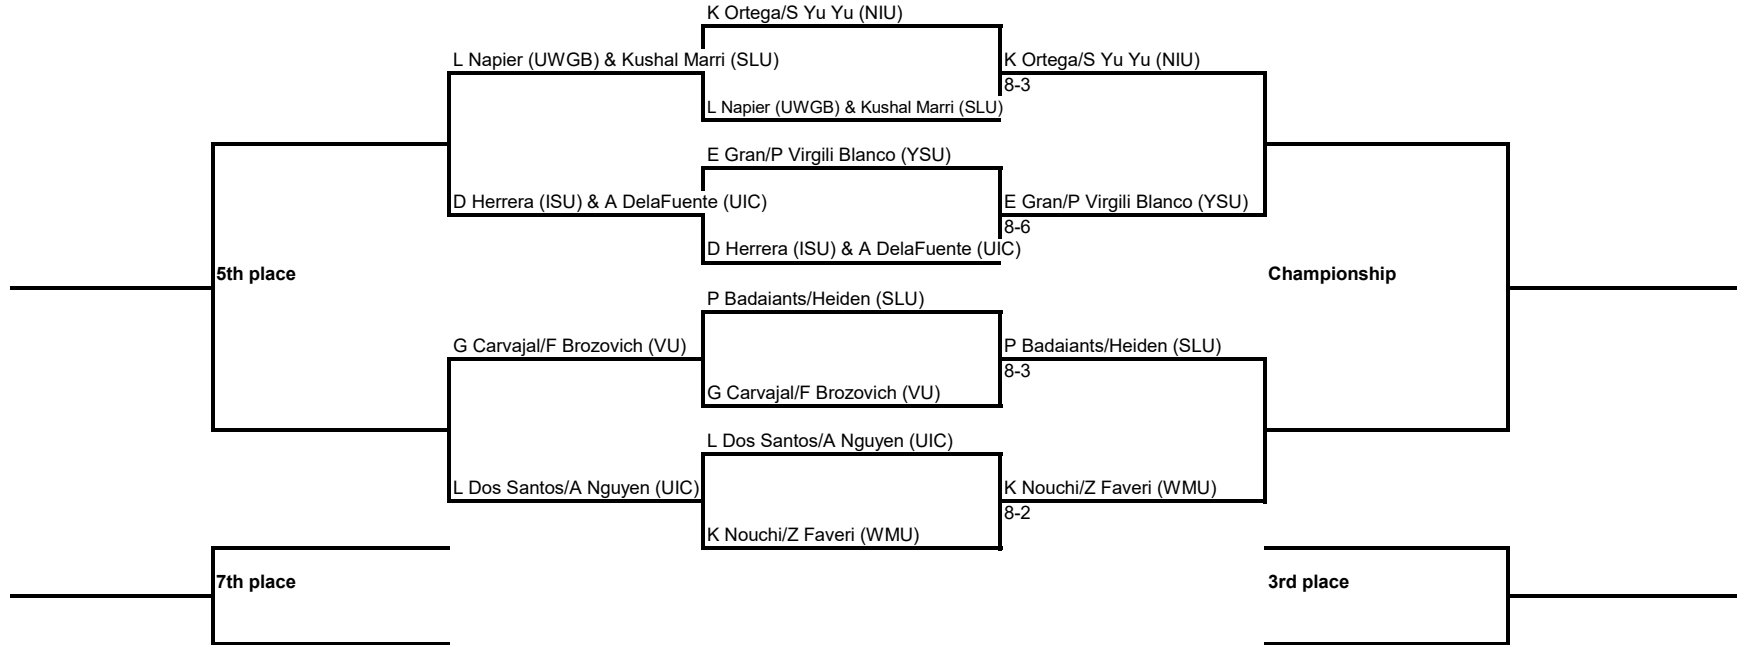 K Ortega/S Yu Yu (NIU)
L Napier (UWGB) & Kushal Marri (SLU)
K Ortega/S Yu Yu (NIU)
8-3
L Napier (UWGB) & Kushal Marri (SLU)
E Gran/P Virgili Blanco (YSU)
D Herrera (ISU) & A DelaFuente (UIC)
E Gran/P Virgili Blanco (YSU)
8-6
D Herrera (ISU) & A DelaFuente (UIC)
5th place
Championship
P Badaiants/Heiden (SLU)
G Carvajal/F Brozovich (VU)
P Badaiants/Heiden (SLU)
8-3
G Carvajal/F Brozovich (VU)
L Dos Santos/A Nguyen (UIC)
L Dos Santos/A Nguyen (UIC)
K Nouchi/Z Faveri (WMU)
8-2
K Nouchi/Z Faveri (WMU)
7th place
3rd place